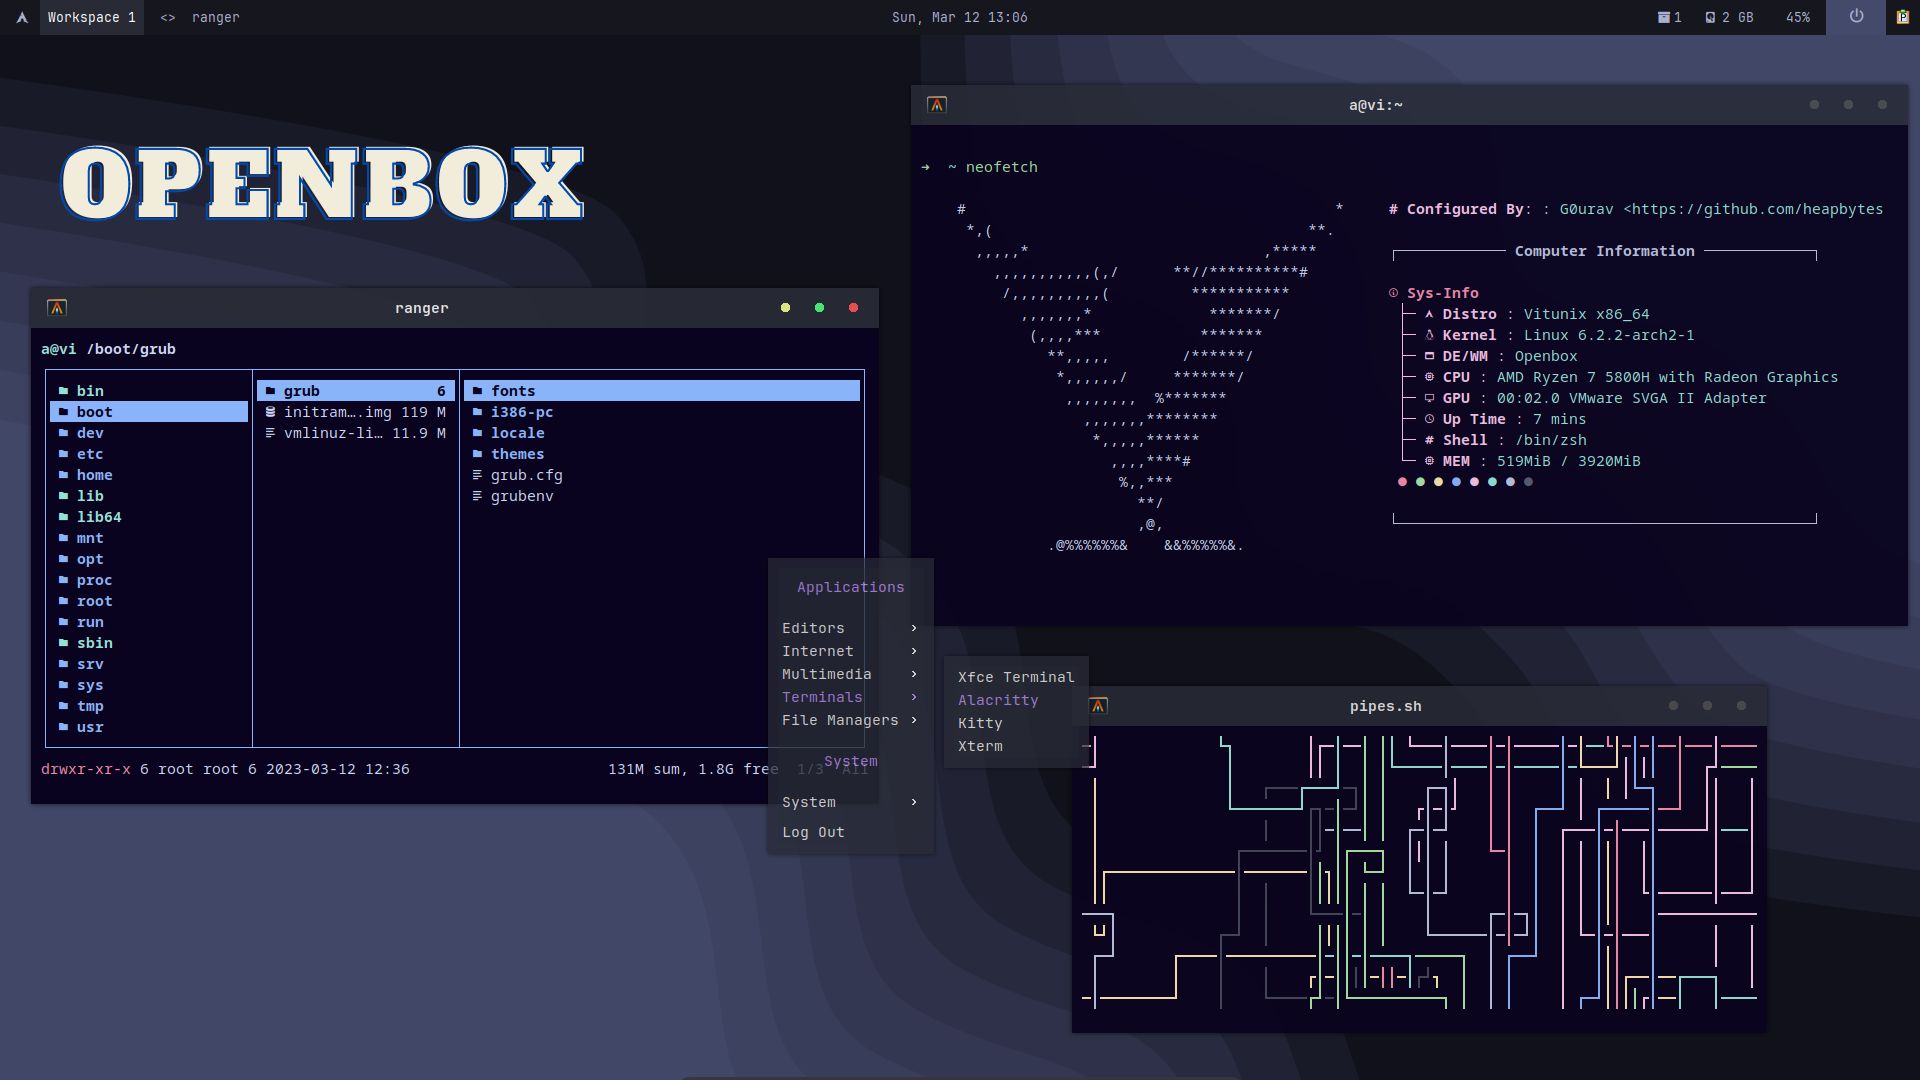 Workspace 1 <> ranger Sun, Mar 12 13:06 1 2 GB 45%
OPENBOX
a@vi:~
→ ~ neofetch
# *
*,( **.
,,,,,* ,*****
,,,,,,,,,,,(,/ **//**********#
/,,,,,,,,,,( ***********
,,,,,,,* *******/
(,,,,*** *******
**,,,,, /******/
*,,,,,,/ *******/
,,,,,,,, %*******
,,,,,,,********
*,,,,,******
,,,,****#
%,,***
**/
,@,
.@%%%%%%& &&%%%%%&.
# Configured By: : G0urav <https://github.com/heapbytes
Computer Information
Sys-Info
Distro : Vitunix x86_64
Kernel : Linux 6.2.2-arch2-1
DE/WM : Openbox
CPU : AMD Ryzen 7 5800H with Radeon Graphics
GPU : 00:02.0 VMware SVGA II Adapter
Up Time : 7 mins
# Shell : /bin/zsh
MEM : 519MiB / 3920MiB
ranger
a@vi /boot/grub
bin
boot
dev
etc
home
lib
lib64
mnt
opt
proc
root
run
sbin
srv
sys
tmp
usr
grub 6
initram….img 119 M
vmlinuz-li… 11.9 M
fonts
i386-pc
locale
themes
grub.cfg
grubenv
drwxr-xr-x 6 root root 6 2023-03-12 12:36 131M sum, 1.8G free 1/3 All
Applications
Editors ›
Internet ›
Multimedia ›
Terminals ›
File Managers ›
System
System ›
Log Out
Xfce Terminal
Alacritty
Kitty
Xterm
pipes.sh